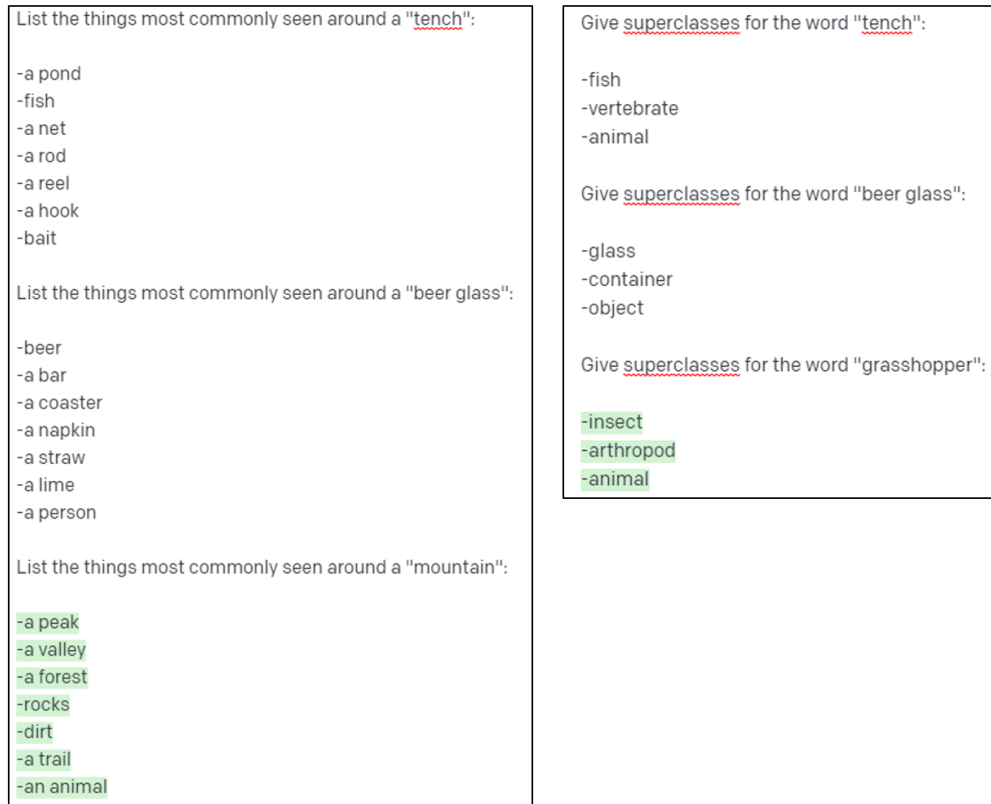 List the things most commonly seen around a "tench":
-a pond
-fish
-a net
-a rod
-a reel
-a hook
-bait
List the things most commonly seen around a "beer glass":
-beer
-a bar
-a coaster
-a napkin
-a straw
-a lime
-a person
List the things most commonly seen around a "mountain":
-a peak
-a valley
-a forest
-rocks
-dirt
-a trail
-an animal
Give superclasses for the word "tench":
-fish
-vertebrate
-animal
Give superclasses for the word "beer glass":
-glass
-container
-object
Give superclasses for the word "grasshopper":
-insect
-arthropod
-animal